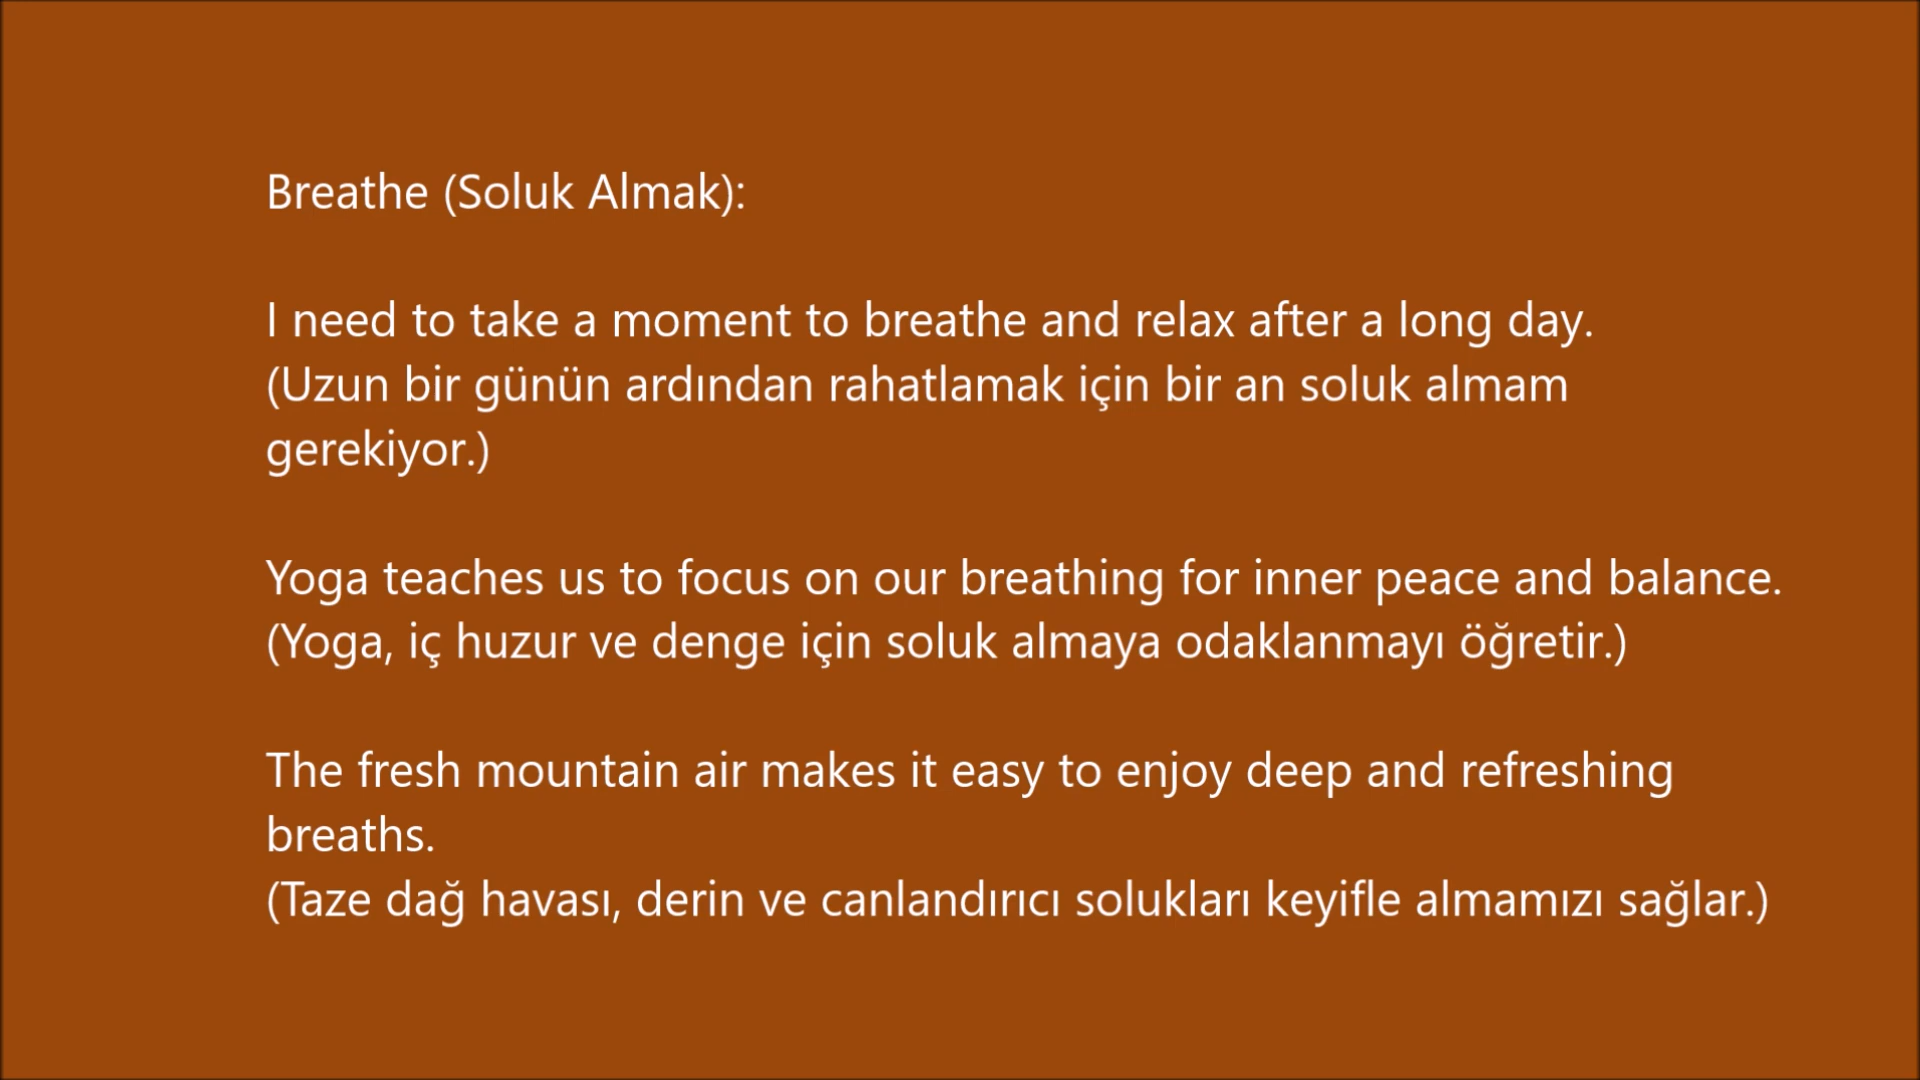 Breathe (Soluk Almak):
I need to take a moment to breathe and relax after a long day.
(Uzun bir günün ardından rahatlamak için bir an soluk almam
gerekiyor.)
Yoga teaches us to focus on our breathing for inner peace and balance.
(Yoga, iç huzur ve denge için soluk almaya odaklanmayı öğretir.)
The fresh mountain air makes it easy to enjoy deep and refreshing
breaths.
(Taze dağ havası, derin ve canlandırıcı solukları keyifle almamızı sağlar.)